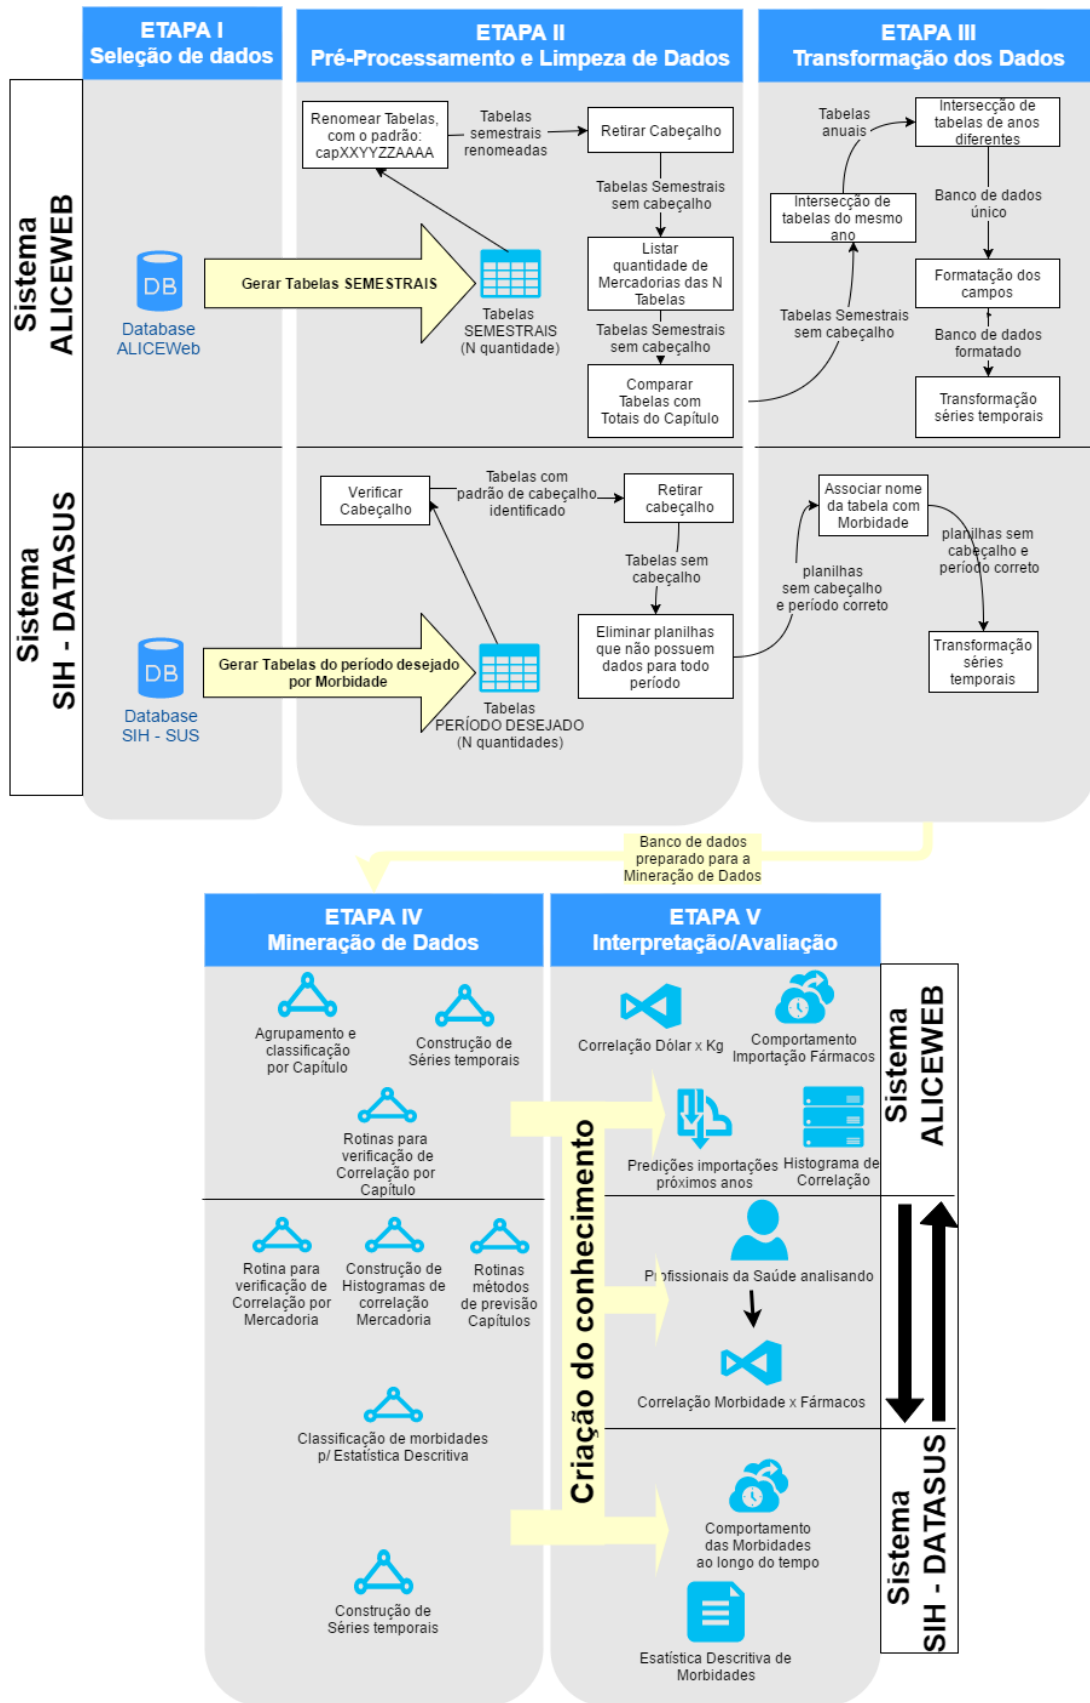 ETAPA I
Seleção de dados
ETAPA II
Pré-Processamento e Limpeza de Dados
ETAPA III
Transformação dos Dados
Sistema
ALICEWEB
DB
Database
ALICEWeb
Gerar Tabelas SEMESTRAIS
Renomear Tabelas,
com o padrão:
capXXYYZZAAAA
Tabelas
semestrais
renomeadas
Retirar Cabeçalho
Tabelas Semestrais
sem cabeçalho
Listar
quantidade de
Mercadorias das N
Tabelas
Tabelas
SEMESTRAIS
(N quantidade)
Tabelas Semestrais
sem cabeçalho
Comparar
Tabelas com
Totais do Capítulo
Tabelas Semestrais
sem cabeçalho
Intersecção de
tabelas do mesmo
ano
Tabelas
anuais
Intersecção de
tabelas de anos
diferentes
Banco de dados
único
Formatação dos
campos
Banco de dados
formatado
Transformação
séries temporais
Sistema
SIH - DATASUS
DB
Database
SIH - SUS
Gerar Tabelas do período desejado
por Morbidade
Verificar
Cabeçalho
Tabelas com
padrão de cabeçalho
identificado
Retirar
cabeçalho
Tabelas sem
cabeçalho
Eliminar planilhas
que não possuem
dados para todo
período
Tabelas
PERÍODO DESEJADO
(N quantidades)
planilhas
sem cabeçalho
e período correto
Associar nome
da tabela com
Morbidade
planilhas sem
cabeçalho e
período correto
Transformação
séries
temporais
Banco de dados
preparado para a
Mineração de Dados
ETAPA IV
Mineração de Dados
ETAPA V
Interpretação/Avaliação
Agrupamento e
classificação
por Capítulo
Construção de
Séries temporais
Rotinas para
verificação de
Correlação por
Capítulo
Rotina para
verificação de
Correlação por
Mercadoria
Construção de
Histogramas de
correlação
Mercadoria
Rotinas
métodos
de previsão
Capítulos
Classificação de morbidades
p/ Estatística Descritiva
Construção de
Séries temporais
Criação do conhecimento
Correlação Dólar x Kg
Comportamento
Importação Fármacos
Predições importações
próximos anos
Histograma de
Correlação
Profissionais da Saúde analisando
Correlação Morbidade x Fármacos
Comportamento
das Morbidades
ao longo do tempo
Esatística Descritiva de
Morbidades
Sistema
ALICEWEB
Sistema
SIH - DATASUS